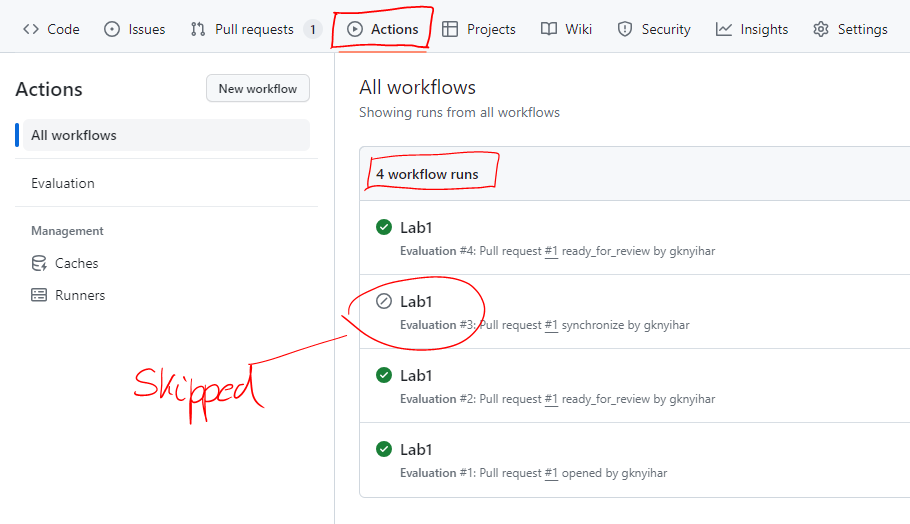 Code Issues Pull requests 1 Actions Projects Wiki Security Insights Settings
Actions
New workflow
All workflows
Evaluation
Management
Caches
Runners
All workflows
Showing runs from all workflows
4 workflow runs
Lab1
Evaluation #4: Pull request #1 ready_for_review by gknyihar
Lab1
Evaluation #3: Pull request #1 synchronize by gknyihar
Skipped
Lab1
Evaluation #2: Pull request #1 ready_for_review by gknyihar
Lab1
Evaluation #1: Pull request #1 opened by gknyihar